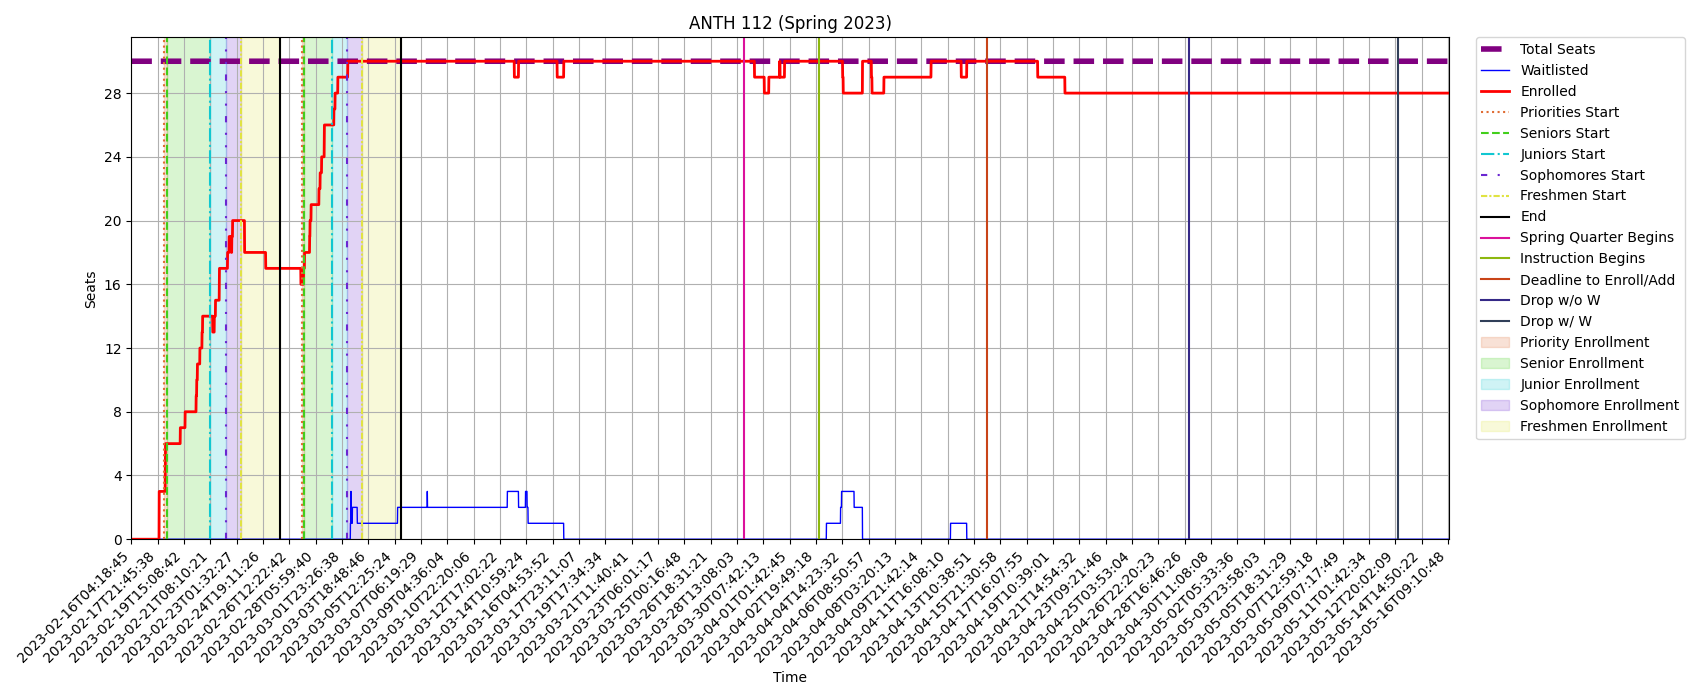 ANTH 112 (Spring 2023)
Seats
28
24
20
16
12
8
4
0
2023-02-16T04:18:45
2023-02-17T21:45:38
2023-02-19T15:08:42
2023-02-21T08:10:21
2023-02-23T01:32:27
2023-02-24T19:11:26
2023-02-26T12:22:42
2023-02-28T05:59:40
2023-03-01T23:26:38
2023-03-03T18:48:46
2023-03-05T12:25:24
2023-03-07T06:19:29
2023-03-09T04:36:04
2023-03-10T22:20:06
2023-03-12T17:02:22
2023-03-14T10:59:24
2023-03-16T04:53:52
2023-03-17T23:11:07
2023-03-19T17:34:34
2023-03-21T11:40:41
2023-03-23T06:01:17
2023-03-25T00:16:48
2023-03-26T18:31:21
2023-03-28T13:08:03
2023-03-30T07:42:13
2023-04-01T01:42:45
2023-04-02T19:49:18
2023-04-04T14:23:32
2023-04-06T08:50:57
2023-04-08T03:20:13
2023-04-09T21:42:14
2023-04-11T16:08:10
2023-04-13T10:38:51
2023-04-15T21:30:58
2023-04-17T16:07:55
2023-04-19T10:39:01
2023-04-21T14:54:32
2023-04-23T09:21:46
2023-04-25T03:53:04
2023-04-26T22:20:23
2023-04-28T16:46:26
2023-04-30T11:08:08
2023-05-02T05:33:36
2023-05-03T23:58:03
2023-05-05T18:31:29
2023-05-07T12:59:18
2023-05-09T07:17:49
2023-05-11T01:42:34
2023-05-12T20:02:09
2023-05-14T14:50:22
2023-05-16T09:10:48
Time
Total Seats
Waitlisted
Enrolled
Priorities Start
Seniors Start
Juniors Start
Sophomores Start
Freshmen Start
End
Spring Quarter Begins
Instruction Begins
Deadline to Enroll/Add
Drop w/o W
Drop w/ W
Priority Enrollment
Senior Enrollment
Junior Enrollment
Sophomore Enrollment
Freshmen Enrollment